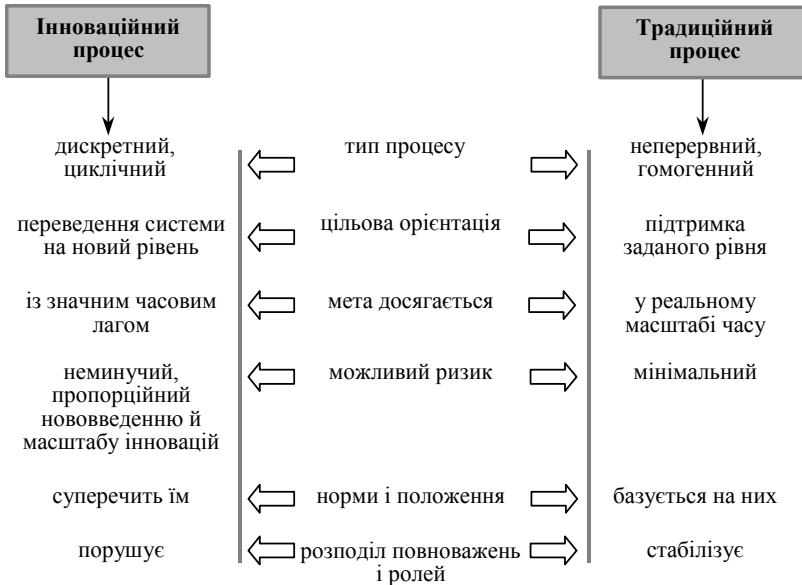 Інноваційний
процес
Традиційний
процес
дискретний,
циклічний
тип процесу
неперервний,
гомогенний
переведення системи
на новий рівень
цільова орієнтація
підтримка
заданого рівня
із значним часовим
лагом
мета досягається
у реальному
масштабі часу
неминучий,
пропорційний
нововведенню й
масштабу інновацій
можливий ризик
мінімальний
суперечить їм
норми і положення
базується на них
порушує
розподіл повноважень
і ролей
стабілізує